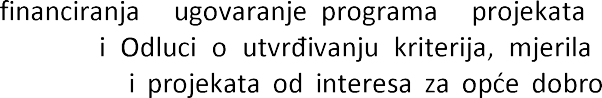 financiranja ugovaranje programa projekata
i Odluci o utvrđivanju kriterija, mjerila
i projekata od interesa za opće dobro